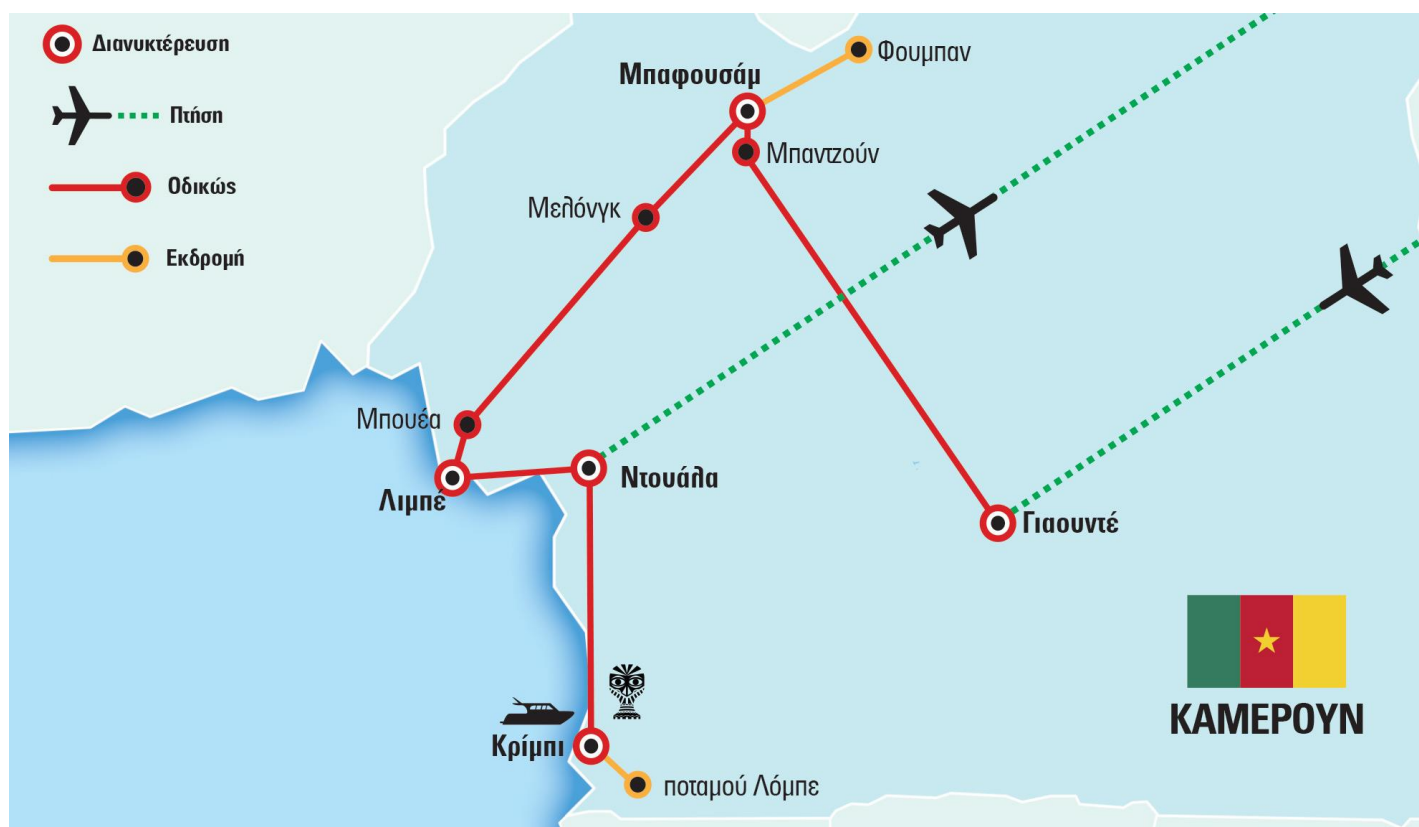 Διανυκτέρευση
Πτήση
Οδικώς
Εκδρομή
Φουμπαν
Μπαφουσάμ
Μπαντζούν
Μελόνγκ
Μπουέα
Λιμπέ
Ντουάλα
Γιαουντέ
Κρίμπι
ποταμού Λόμπε
ΚΑΜΕΡΟΥΝ